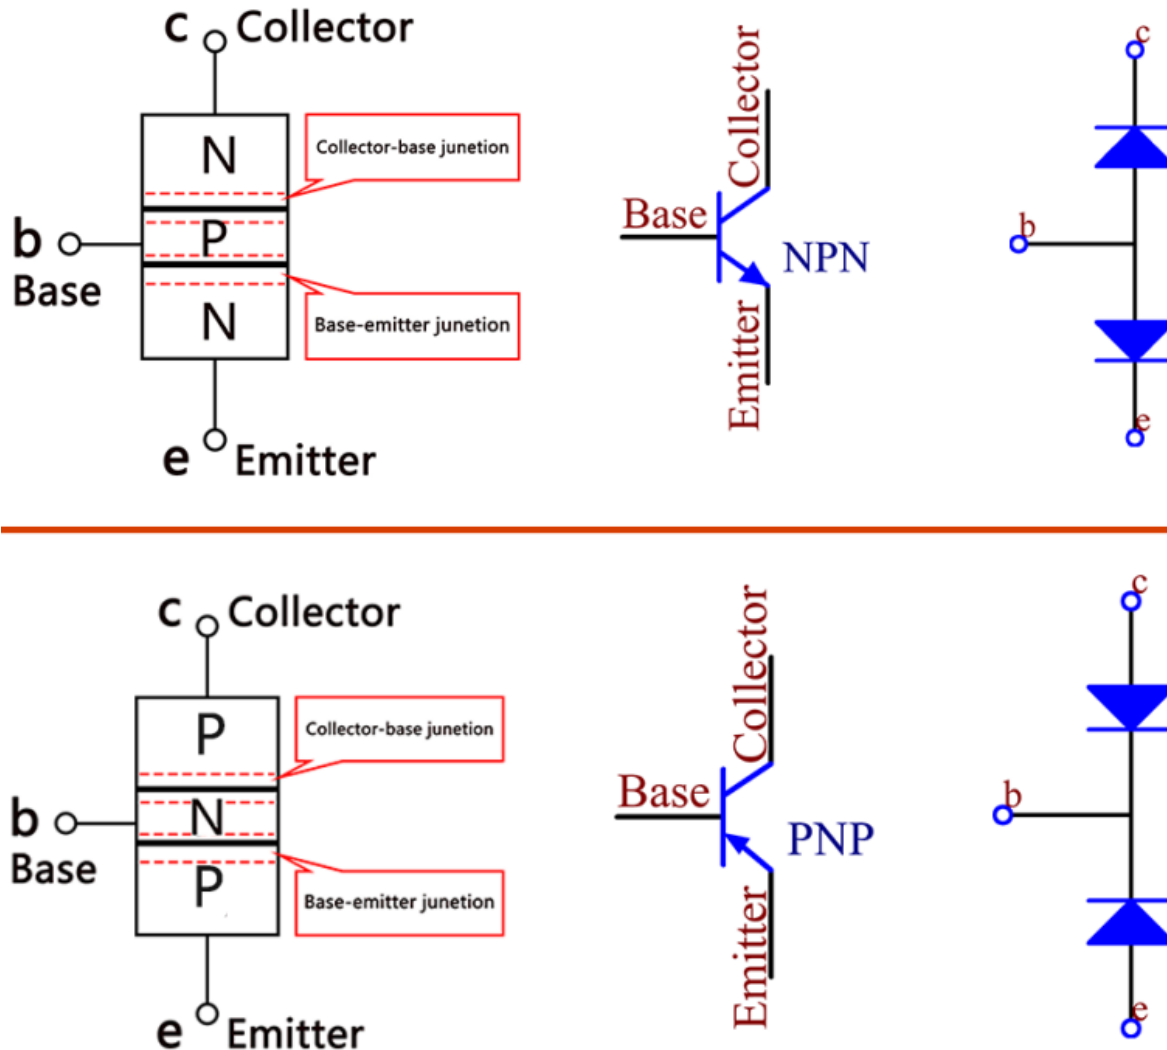 c Collector
N
Collector-base junetion
P
b
Base
N
Base-emitter junetion
e Emitter
Collector
Base
NPN
Emitter
c
b
e
c Collector
P
Collector-base junetion
N
b
Base
P
Base-emitter junetion
e Emitter
Collector
Base
PNP
Emitter
c
b
e